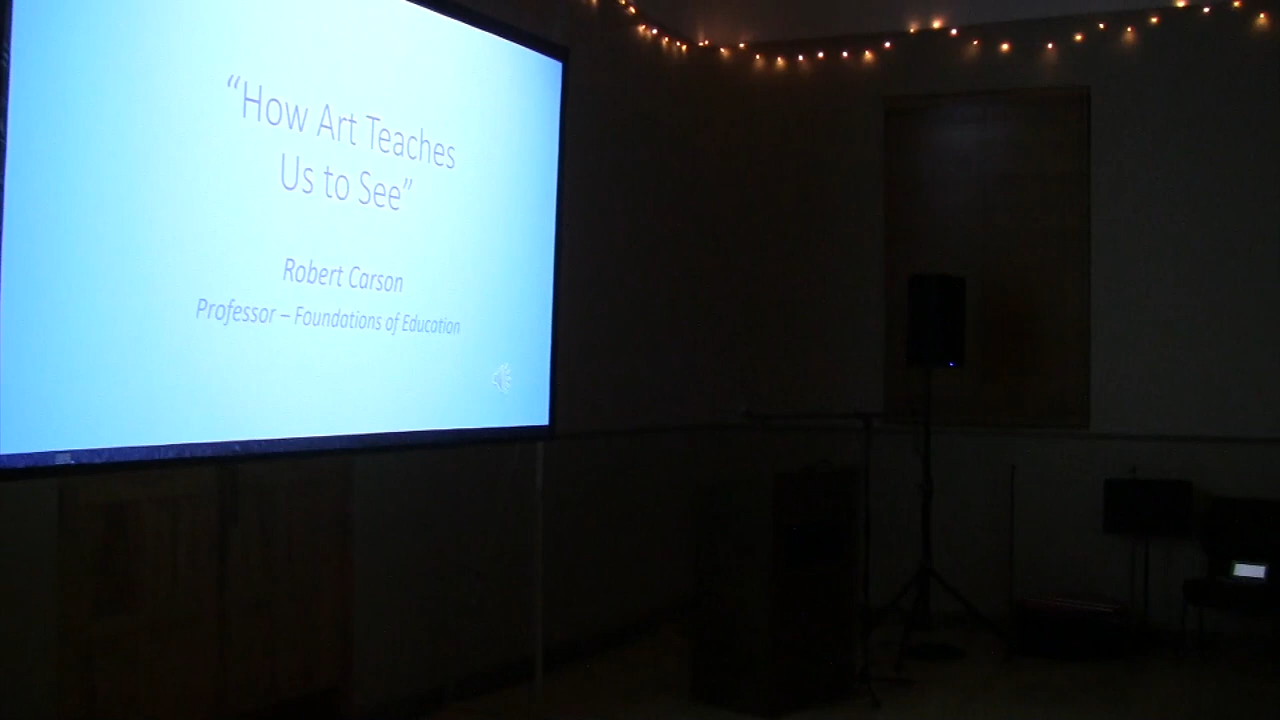 “How Art Teaches
Us to See”
Robert Carson
Professor – Foundations of Education